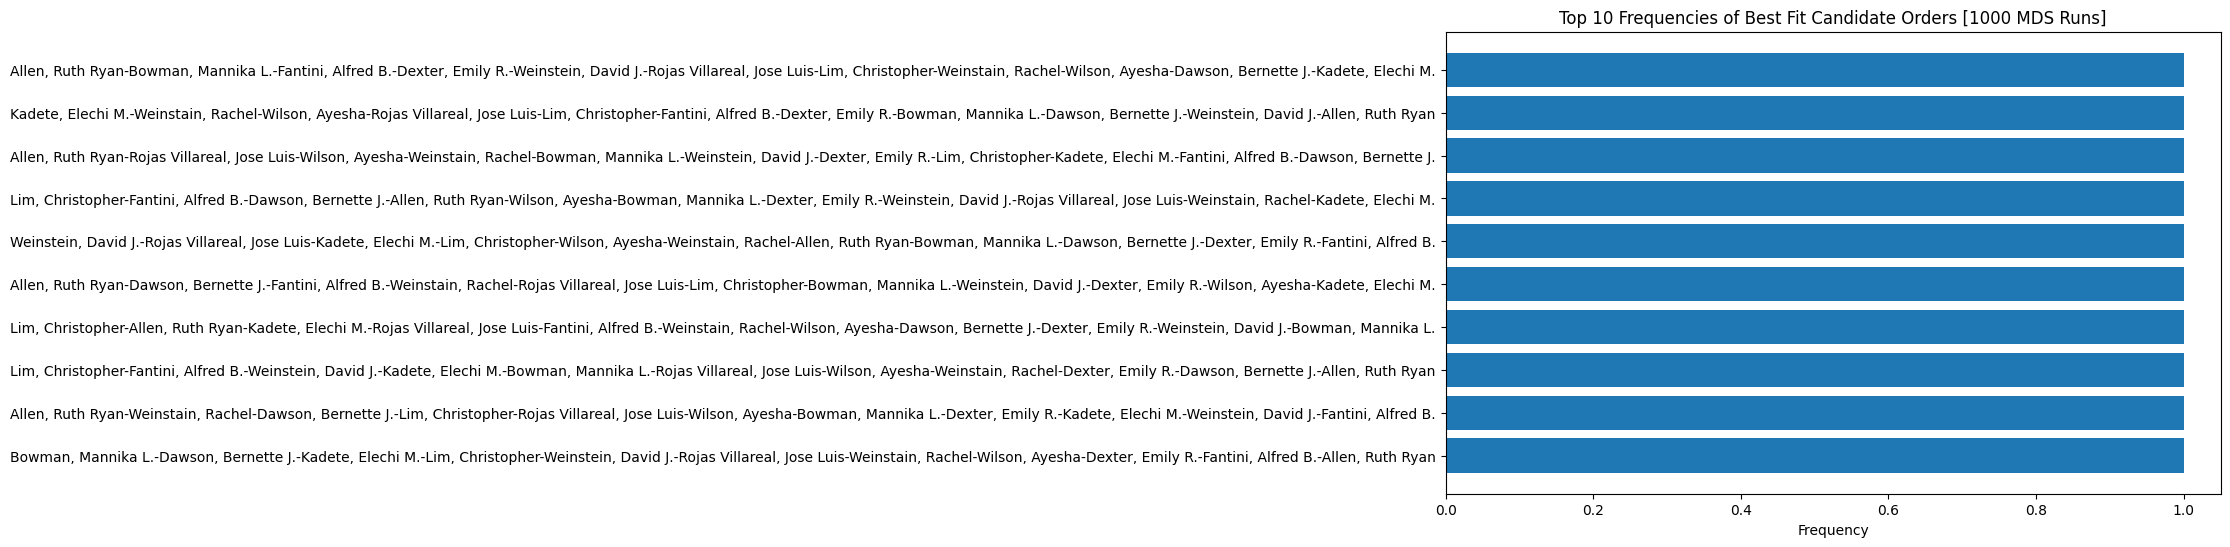 Top 10 Frequencies of Best Fit Candidate Orders [1000 MDS Runs]
Allen, Ruth Ryan-Bowman, Mannika L.-Fantini, Alfred B.-Dexter, Emily R.-Weinstein, David J.-Rojas Villareal, Jose Luis-Lim, Christopher-Weinstain, Rachel-Wilson, Ayesha-Dawson, Bernette J.-Kadete, Elechi M.
Kadete, Elechi M.-Weinstain, Rachel-Wilson, Ayesha-Rojas Villareal, Jose Luis-Lim, Christopher-Fantini, Alfred B.-Dexter, Emily R.-Bowman, Mannika L.-Dawson, Bernette J.-Weinstein, David J.-Allen, Ruth Ryan
Allen, Ruth Ryan-Rojas Villareal, Jose Luis-Wilson, Ayesha-Weinstain, Rachel-Bowman, Mannika L.-Weinstein, David J.-Dexter, Emily R.-Lim, Christopher-Kadete, Elechi M.-Fantini, Alfred B.-Dawson, Bernette J.
Lim, Christopher-Fantini, Alfred B.-Dawson, Bernette J.-Allen, Ruth Ryan-Wilson, Ayesha-Bowman, Mannika L.-Dexter, Emily R.-Weinstein, David J.-Rojas Villareal, Jose Luis-Weinstain, Rachel-Kadete, Elechi M.
Weinstein, David J.-Rojas Villareal, Jose Luis-Kadete, Elechi M.-Lim, Christopher-Wilson, Ayesha-Weinstain, Rachel-Allen, Ruth Ryan-Bowman, Mannika L.-Dawson, Bernette J.-Dexter, Emily R.-Fantini, Alfred B.
Allen, Ruth Ryan-Dawson, Bernette J.-Fantini, Alfred B.-Weinstain, Rachel-Rojas Villareal, Jose Luis-Lim, Christopher-Bowman, Mannika L.-Weinstein, David J.-Dexter, Emily R.-Wilson, Ayesha-Kadete, Elechi M.
Lim, Christopher-Allen, Ruth Ryan-Kadete, Elechi M.-Rojas Villareal, Jose Luis-Fantini, Alfred B.-Weinstain, Rachel-Wilson, Ayesha-Dawson, Bernette J.-Dexter, Emily R.-Weinstein, David J.-Bowman, Mannika L.
Lim, Christopher-Fantini, Alfred B.-Weinstein, David J.-Kadete, Elechi M.-Bowman, Mannika L.-Rojas Villareal, Jose Luis-Wilson, Ayesha-Weinstain, Rachel-Dexter, Emily R.-Dawson, Bernette J.-Allen, Ruth Ryan
Allen, Ruth Ryan-Weinstain, Rachel-Dawson, Bernette J.-Lim, Christopher-Rojas Villareal, Jose Luis-Wilson, Ayesha-Bowman, Mannika L.-Dexter, Emily R.-Kadete, Elechi M.-Weinstein, David J.-Fantini, Alfred B.
Bowman, Mannika L.-Dawson, Bernette J.-Kadete, Elechi M.-Lim, Christopher-Weinstein, David J.-Rojas Villareal, Jose Luis-Weinstain, Rachel-Wilson, Ayesha-Dexter, Emily R.-Fantini, Alfred B.-Allen, Ruth Ryan
0.0 0.2 0.4 0.6 0.8 1.0
Frequency